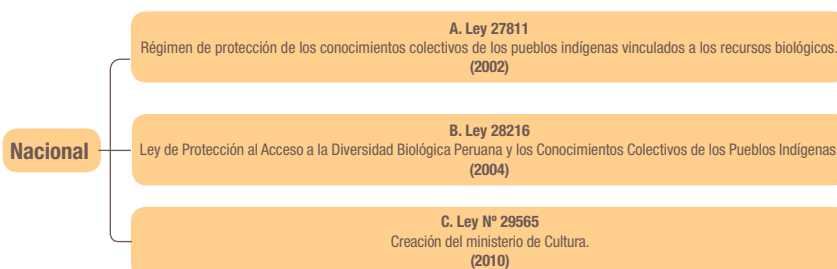 A. Ley 27811
Régimen de protección de los conocimientos colectivos de los pueblos indígenas vinculados a los recursos biológicos.
(2002)
Nacional
B. Ley 28216
Ley de Protección al Acceso a la Diversidad Biológica Peruana y los Conocimientos Colectivos de los Pueblos Indígenas
(2004)
C. Ley Nº 29565
Creación del ministerio de Cultura.
(2010)